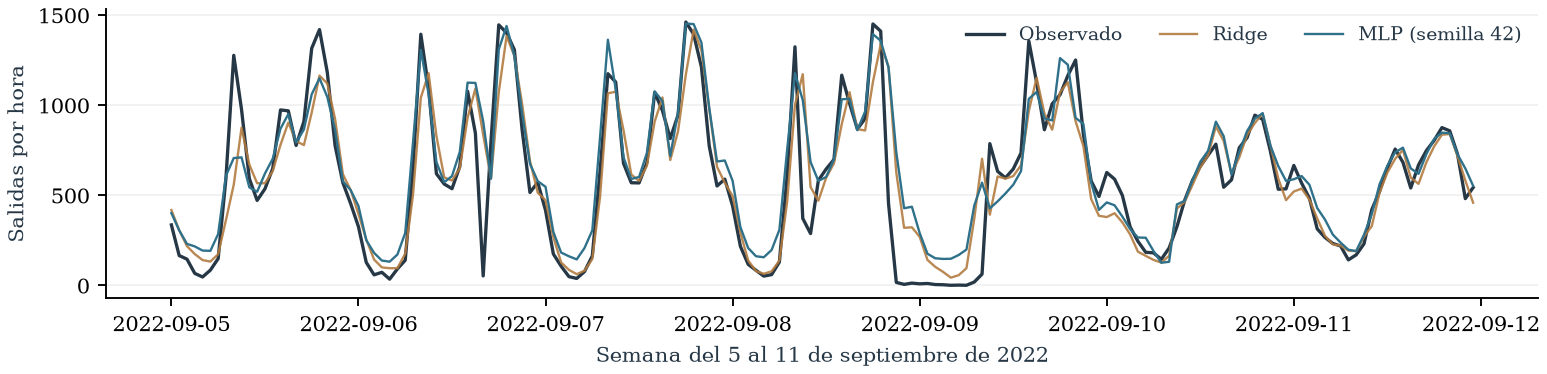 1500
1000
500
0
Salidas por hora
Observado
Ridge
MLP (semilla 42)
2022-09-05
2022-09-06
2022-09-07
2022-09-08
2022-09-09
2022-09-10
2022-09-11
2022-09-12
Semana del 5 al 11 de septiembre de 2022